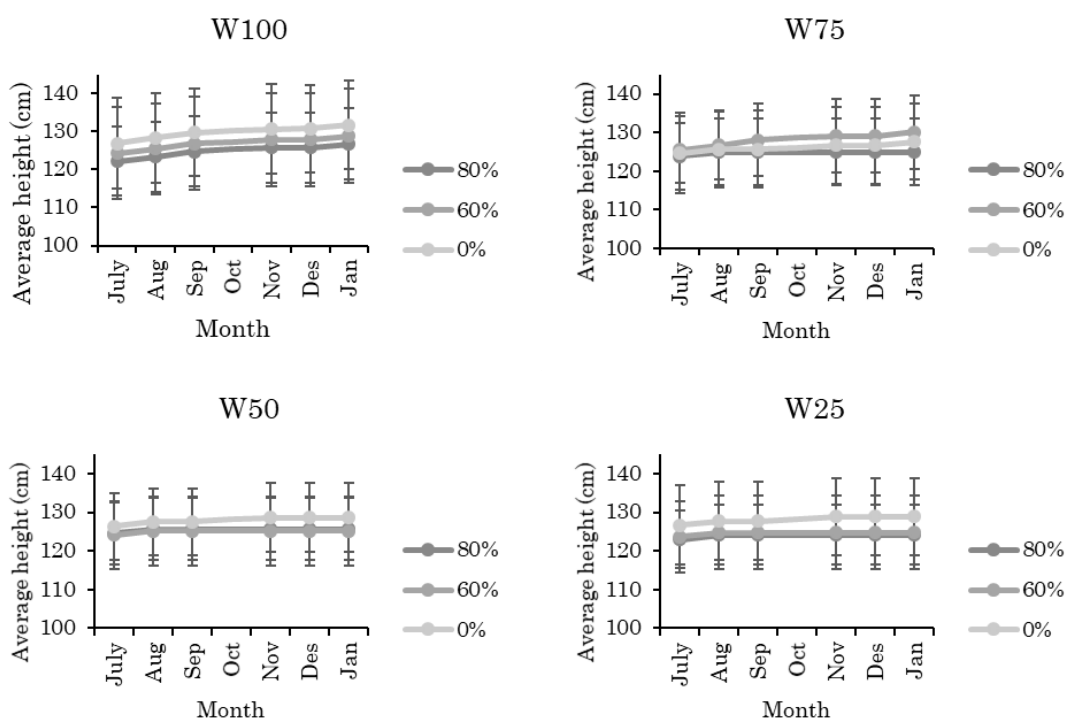 W100
Average height (cm)
140
130
120
110
100
July
Aug
Sep
Oct
Nov
Des
Jan
Month
80%
60%
0%
W75
Average height (cm)
140
130
120
110
100
July
Aug
Sep
Oct
Nov
Des
Jan
Month
80%
60%
0%
W50
Average height (cm)
140
130
120
110
100
July
Aug
Sep
Oct
Nov
Des
Jan
Month
80%
60%
0%
W25
Average height (cm)
140
130
120
110
100
July
Aug
Sep
Oct
Nov
Des
Jan
Month
80%
60%
0%